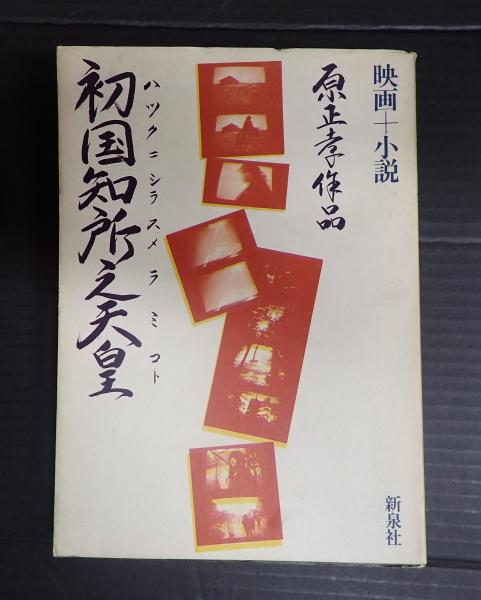 映画+小説
原正孝作品
初国知所之天皇
ハツクニシラスメラミコト
新泉社